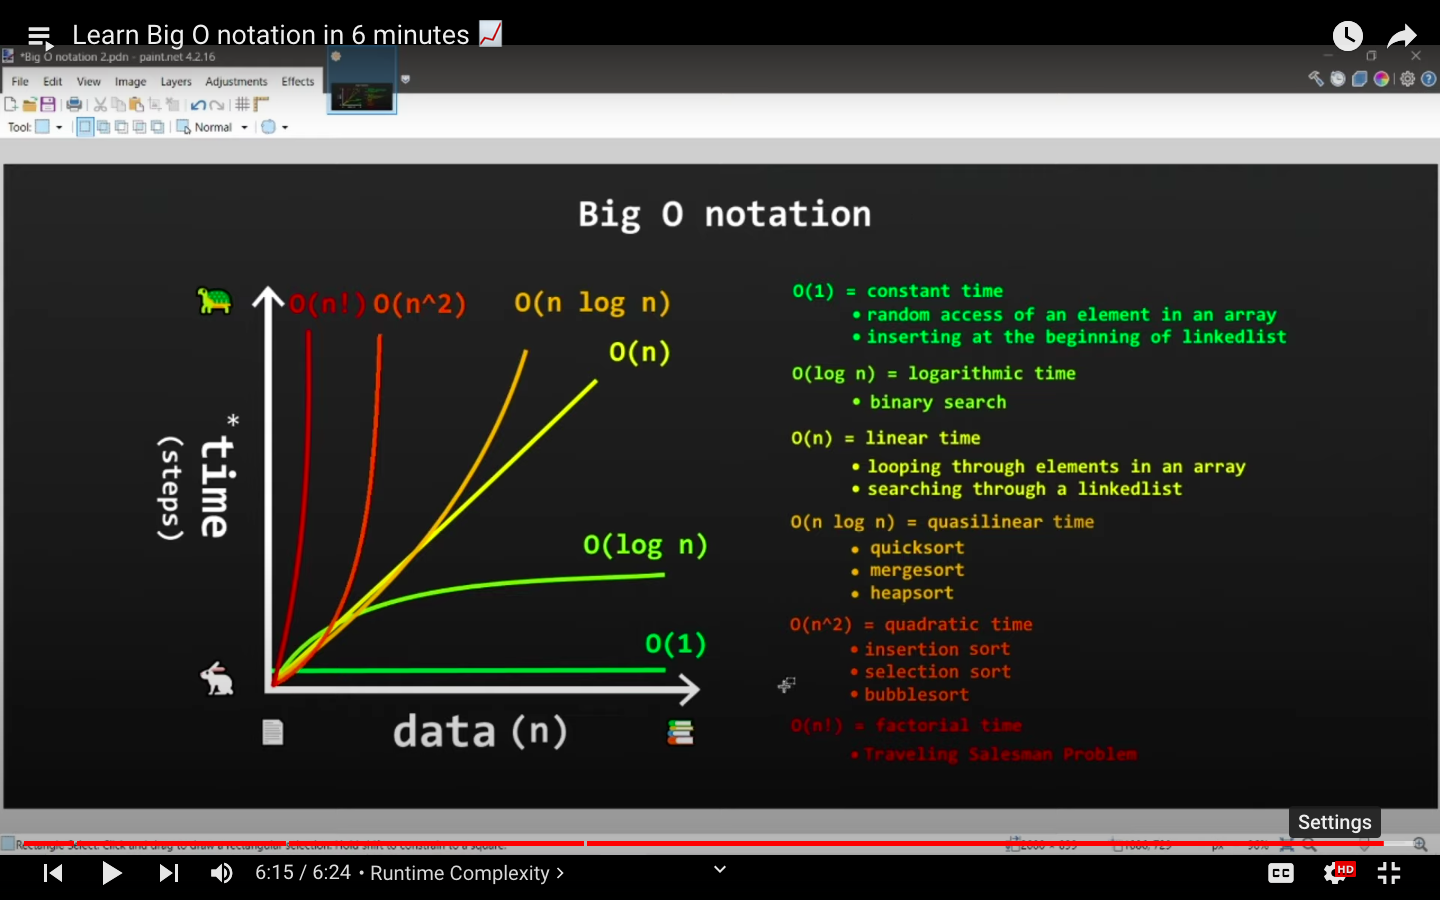 Learn Big O notation in 6 minutes
*Big O notation 2.pdn - paint.net 4.2.16
File Edit View Image Layers Adjustments Effects
Tool: Normal
Big O notation
O(n!) O(n^2) O(n log n)
O(n)
O(log n)
O(1)
*
time
(steps)
data (n)
O(1) = constant time
• random access of an element in an array
• inserting at the beginning of linkedlist
O(log n) = logarithmic time
• binary search
O(n) = linear time
• looping through elements in an array
• searching through a linkedlist
O(n log n) = quasilinear time
• quicksort
• mergesort
• heapsort
O(n^2) = quadratic time
• insertion sort
• selection sort
• bubblesort
O(n!) = factorial time
• Traveling Salesman Problem
Settings
Rectangle Select. Click and drag to draw a rectangular selection. Hold shift to constrain to a square.
px
6:15 / 6:24 • Runtime Complexity >
CC
HD